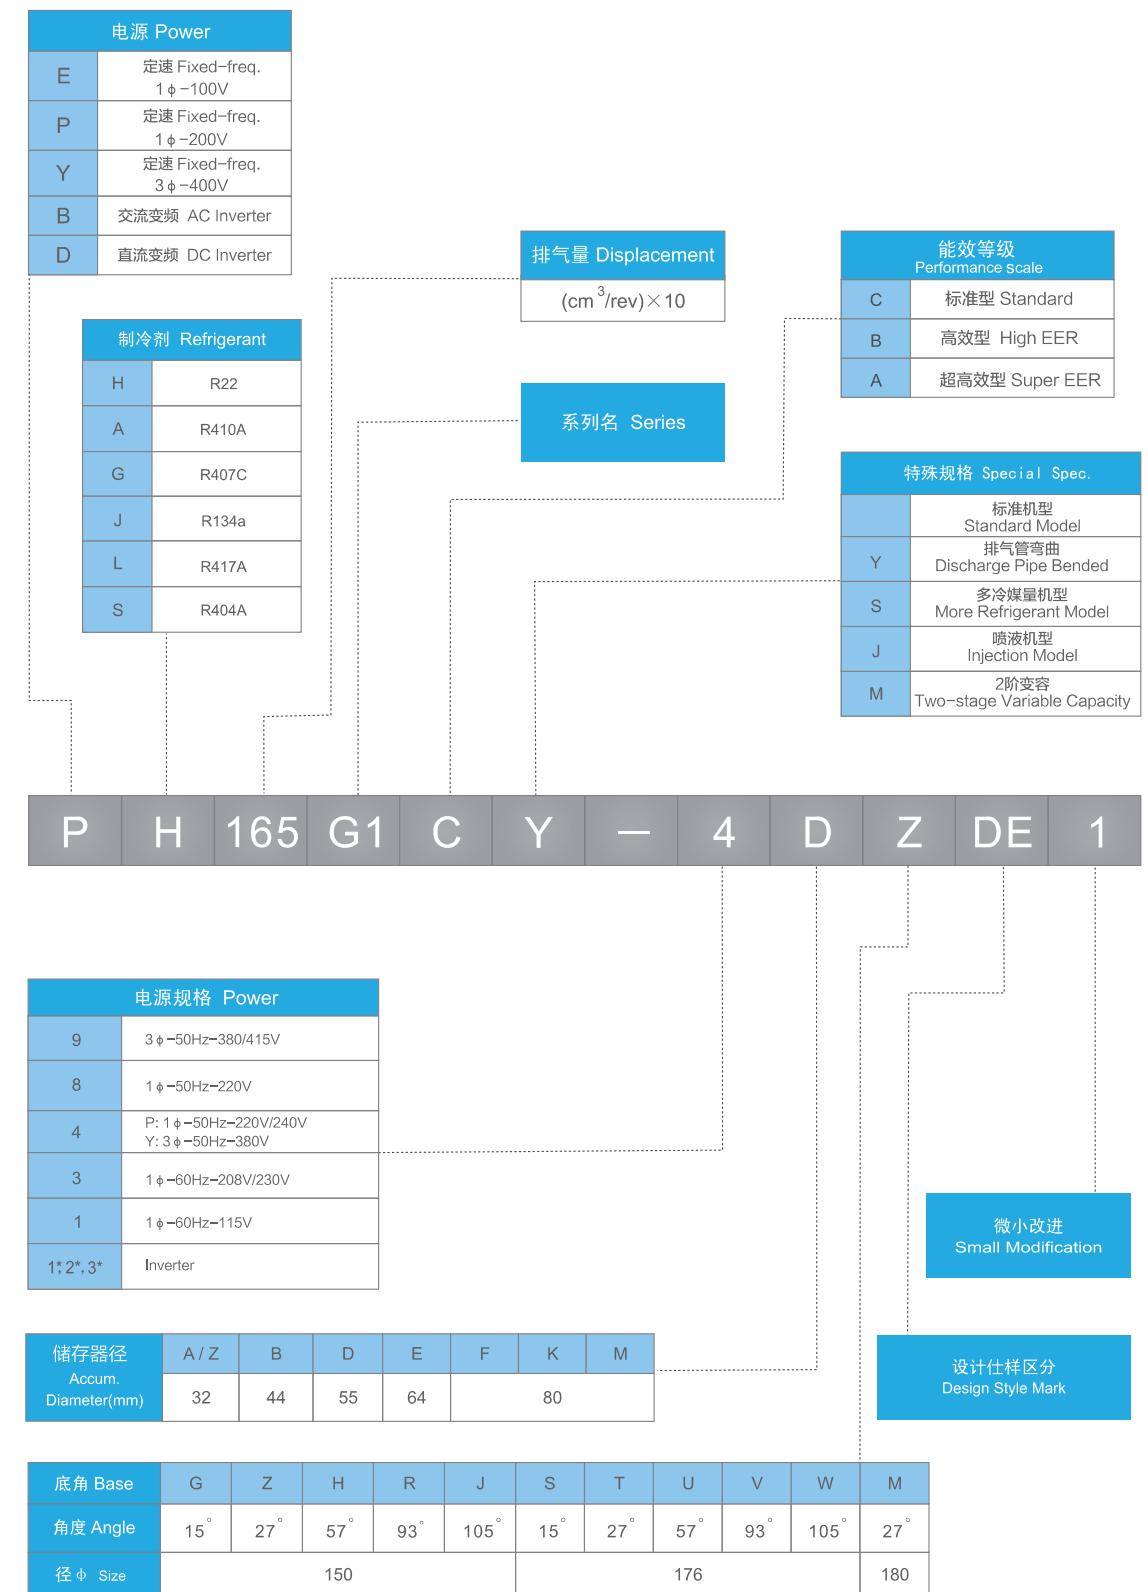 电源 Power
E
定速 Fixed-freq.
1ϕ-100V
P
定速 Fixed-freq.
1ϕ-200V
Y
定速 Fixed-freq.
3ϕ-400V
B
交流变频 AC Inverter
D
直流变频 DC Inverter
制冷剂 Refrigerant
H R22
A R410A
G R407C
J R134a
L R417A
S R404A
排气量 Displacement
(cm³/rev)×10
系列名 Series
能效等级
Performance scale
C 标准型 Standard
B 高效型 High EER
A 超高效型 Super EER
特殊规格 Special Spec.
标准机型
Standard Model
Y
排气管弯曲
Discharge Pipe Bended
S
多冷媒量机型
More Refrigerant Model
J
喷液机型
Injection Model
M
2阶变容
Two-stage Variable Capacity
P H 165 G1 C Y — 4 D Z DE 1
电源规格 Power
9 3ϕ-50Hz-380/415V
8 1ϕ-50Hz-220V
4
P: 1ϕ-50Hz-220V/240V
Y: 3ϕ-50Hz-380V
3 1ϕ-60Hz-208V/230V
1 1ϕ-60Hz-115V
1*, 2*, 3* Inverter
微小改进
Small Modification
设计仕样区分
Design Style Mark
储存器径
Accum.
Diameter(mm)
A/Z B D E F K M
32 44 55 64 80
底角 Base G Z H R J S T U V W M
角度 Angle 15° 27° 57° 93° 105° 15° 27° 57° 93° 105° 27°
径ϕ Size 150 176 180